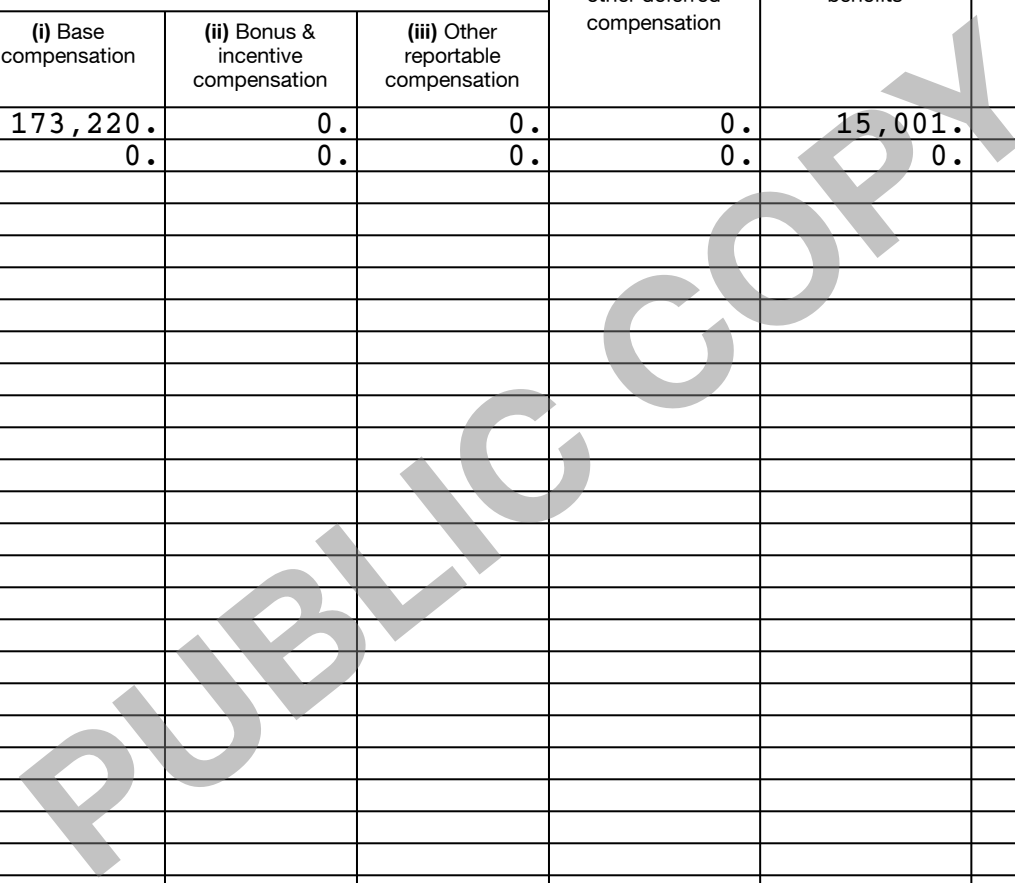 other deferred
compensation
benefits
(i) Base
compensation
(ii) Bonus &
incentive
compensation
(iii) Other
reportable
compensation
173,220. 0. 0. 0. 15,001.
0. 0. 0. 0. 0.
PUBLIC COPY